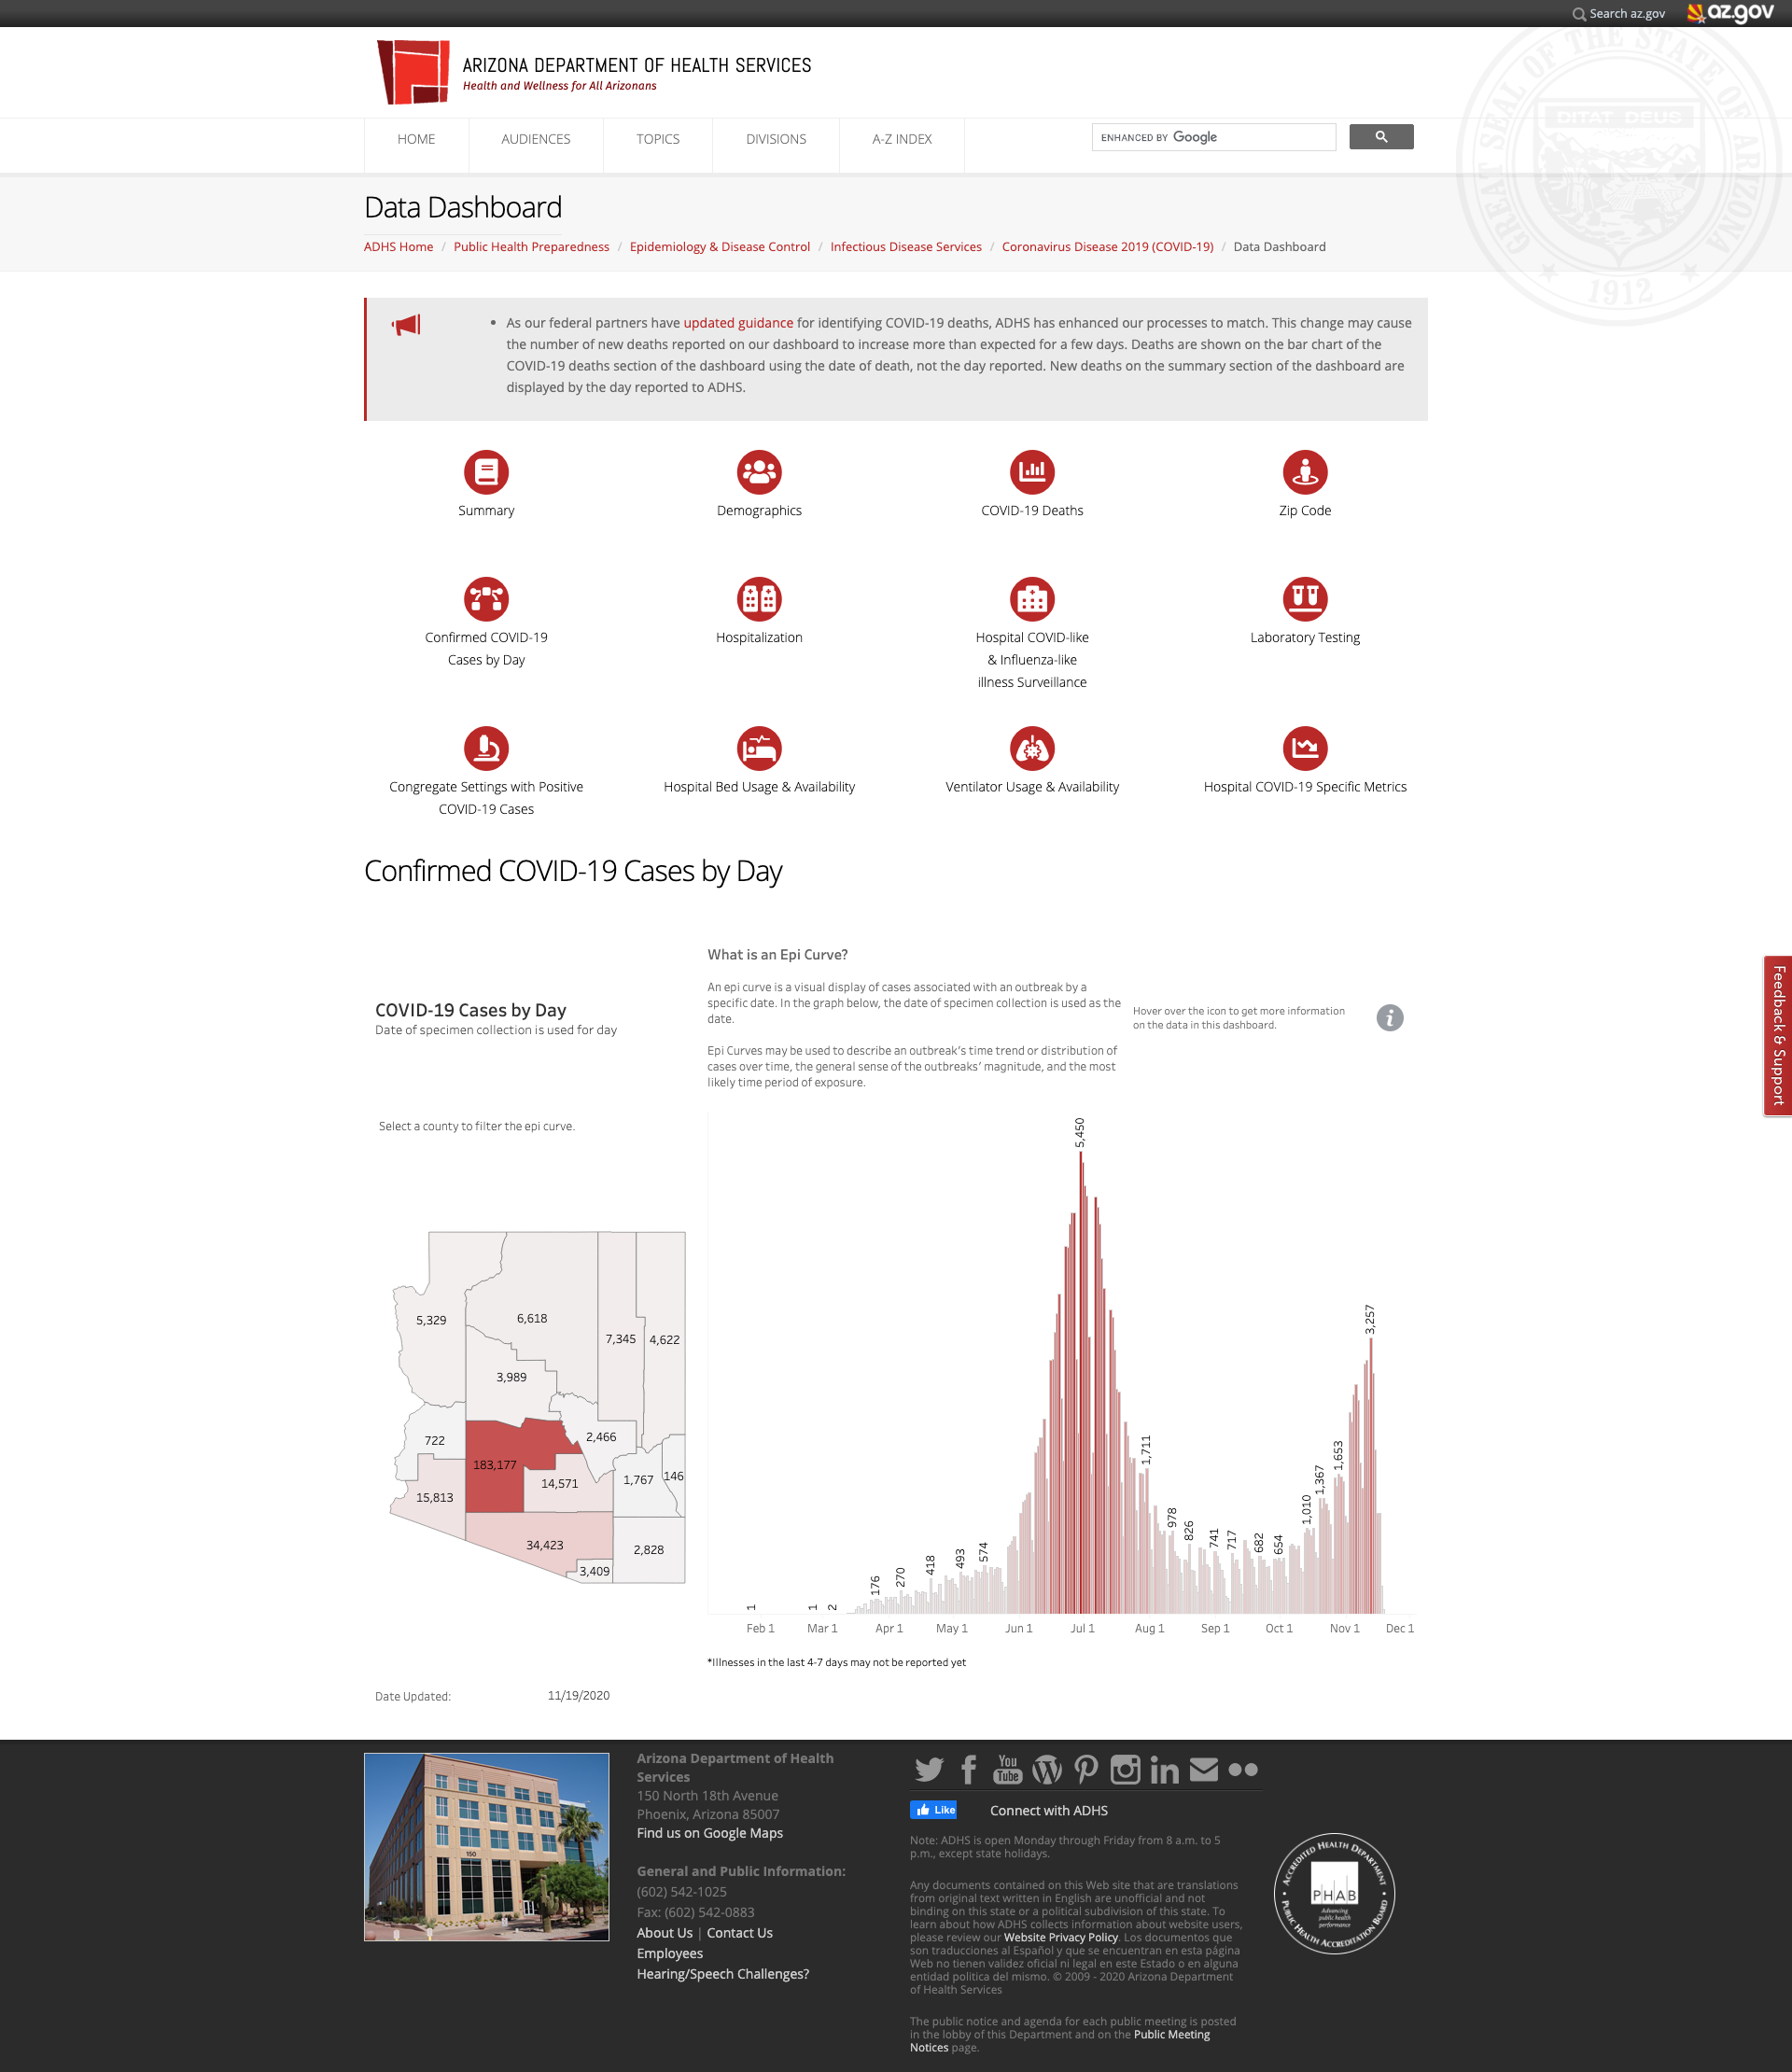 Search az.gov
az.gov
ARIZONA DEPARTMENT OF HEALTH SERVICES
Health and Wellness for All Arizonans
GREAT SEAL OF THE STATE OF ARIZONA
DITAT DEUS
1912
HOME
AUDIENCES
TOPICS
DIVISIONS
A-Z INDEX
ENHANCED BY Google
Data Dashboard
ADHS Home / Public Health Preparedness / Epidemiology & Disease Control / Infectious Disease Services / Coronavirus Disease 2019 (COVID-19) / Data Dashboard
• As our federal partners have updated guidance for identifying COVID-19 deaths, ADHS has enhanced our processes to match. This change may cause
the number of new deaths reported on our dashboard to increase more than expected for a few days. Deaths are shown on the bar chart of the
COVID-19 deaths section of the dashboard using the date of death, not the day reported. New deaths on the summary section of the dashboard are
displayed by the day reported to ADHS.
Summary
Demographics
COVID-19 Deaths
Zip Code
Confirmed COVID-19
Cases by Day
Hospitalization
Hospital COVID-like
& Influenza-like
illness Surveillance
Laboratory Testing
Congregate Settings with Positive
COVID-19 Cases
Hospital Bed Usage & Availability
Ventilator Usage & Availability
Hospital COVID-19 Specific Metrics
Confirmed COVID-19 Cases by Day
COVID-19 Cases by Day
Date of specimen collection is used for day
What is an Epi Curve?
An epi curve is a visual display of cases associated with an outbreak by a
specific date. In the graph below, the date of specimen collection is used as the
date.
Epi Curves may be used to describe an outbreak's time trend or distribution of
cases over time, the general sense of the outbreaks' magnitude, and the most
likely time period of exposure.
Hover over the icon to get more information
on the data in this dashboard.
i
Feedback & Support
Select a county to filter the epi curve.
5,329
6,618
7,345
4,622
3,989
722
2,466
183,177
14,571
1,767
146
15,813
34,423
2,828
3,409
1
1
2
176
270
418
493
574
5,450
1,711
978
826
741
717
682
654
1,010
1,367
1,653
3,257
Feb 1
Mar 1
Apr 1
May 1
Jun 1
Jul 1
Aug 1
Sep 1
Oct 1
Nov 1
Dec 1
*Illnesses in the last 4-7 days may not be reported yet
Date Updated:
11/19/2020
150
Arizona Department of Health
Services
150 North 18th Avenue
Phoenix, Arizona 85007
Find us on Google Maps
General and Public Information:
(602) 542-1025
Fax: (602) 542-0883
About Us | Contact Us
Employees
Hearing/Speech Challenges?
You
Tube
Like
Connect with ADHS
Note: ADHS is open Monday through Friday from 8 a.m. to 5
p.m., except state holidays.
Any documents contained on this Web site that are translations
from original text written in English are unofficial and not
binding on this state or a political subdivision of this state. To
learn about how ADHS collects information about website users,
please review our Website Privacy Policy. Los documentos que
son traducciones al Español y que se encuentran en esta página
Web no tienen validez oficial ni legal en este Estado o en alguna
entidad politica del mismo. © 2009 - 2020 Arizona Department
of Health Services
The public notice and agenda for each public meeting is posted
in the lobby of this Department and on the Public Meeting
Notices page.
ACCREDITED HEALTH DEPARTMENT
PHAB
Advancing
public health
performance
PUBLIC HEALTH ACCREDITATION BOARD